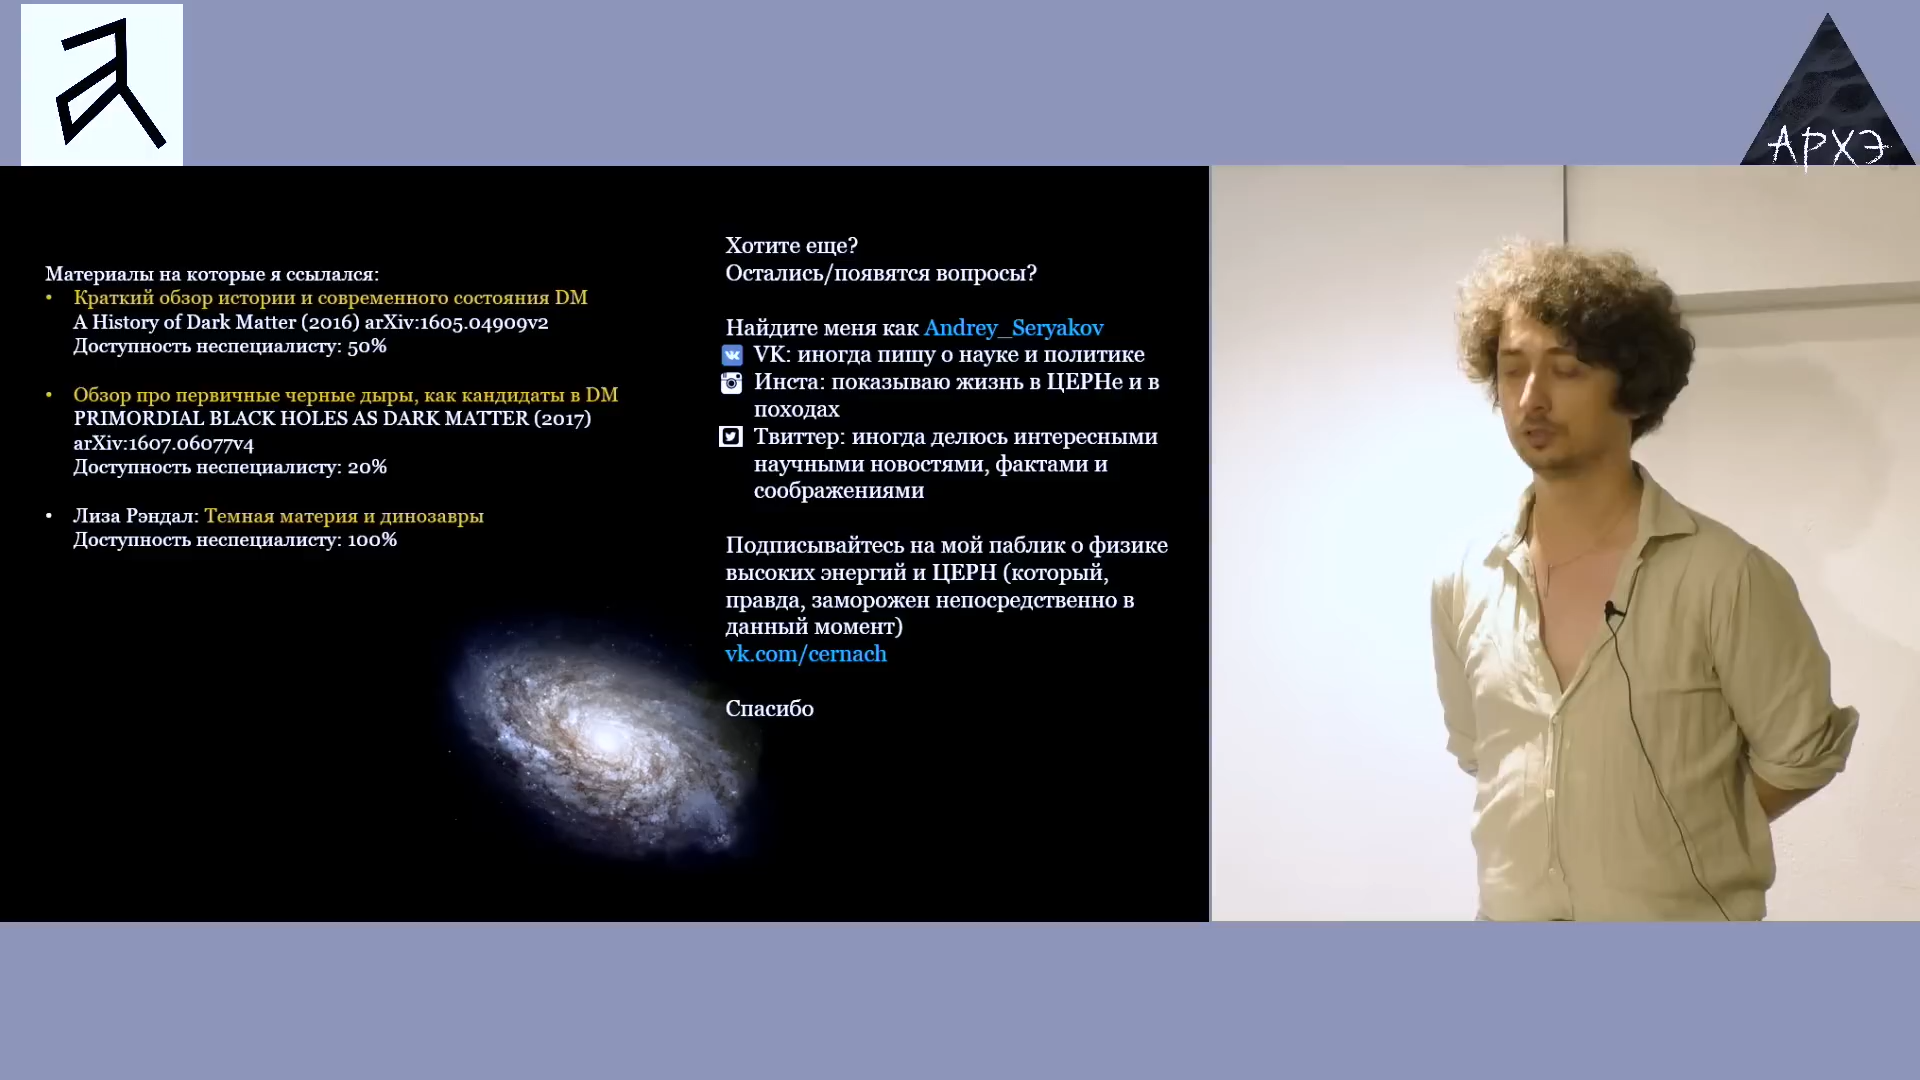 АРХЭ
Материалы на которые я ссылался:
• Краткий обзор истории и современного состояния DM
A History of Dark Matter (2016) arXiv:1605.04909v2
Доступность неспециалисту: 50%
• Обзор про первичные черные дыры, как кандидаты в DM
PRIMORDIAL BLACK HOLES AS DARK MATTER (2017)
arXiv:1607.06077v4
Доступность неспециалисту: 20%
• Лиза Рэндал: Темная материя и динозавры
Доступность неспециалисту: 100%
Хотите еще?
Остались/появятся вопросы?
Найдите меня как Andrey_Seryakov
VK: иногда пишу о науке и политике
Инста: показываю жизнь в ЦЕРНе и в
походах
Твиттер: иногда делюсь интересными
научными новостями, фактами и
соображениями
Подписывайтесь на мой паблик о физике
высоких энергий и ЦЕРН (который,
правда, заморожен непосредственно в
данный момент)
vk.com/cernach
Спасибо